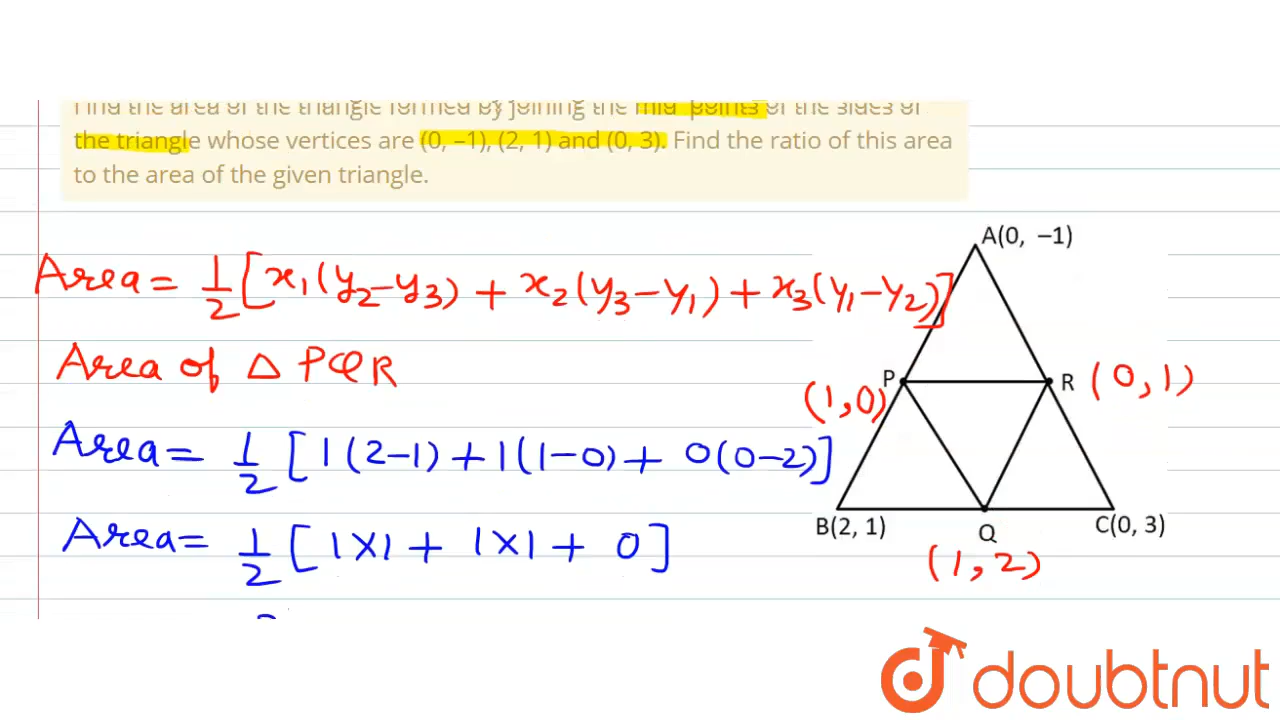 Find the area of the triangle formed by joining the mid-points of the sides of
the triangle whose vertices are (0, –1), (2, 1) and (0, 3). Find the ratio of this area
to the area of the given triangle.
Area = 1/2 [x₁(y₂–y₃) + x₂(y₃–y₁) + x₃(y₁–y₂)]
Area of △ PQR
Area = 1/2 [1(2–1) + 1(1–0) + 0(0–2)]
Area = 1/2 [1×1 + 1×1 + 0]
A(0, –1)
P
(1,0)
R (0,1)
B(2, 1)
Q
(1,2)
C(0, 3)
doubtnut